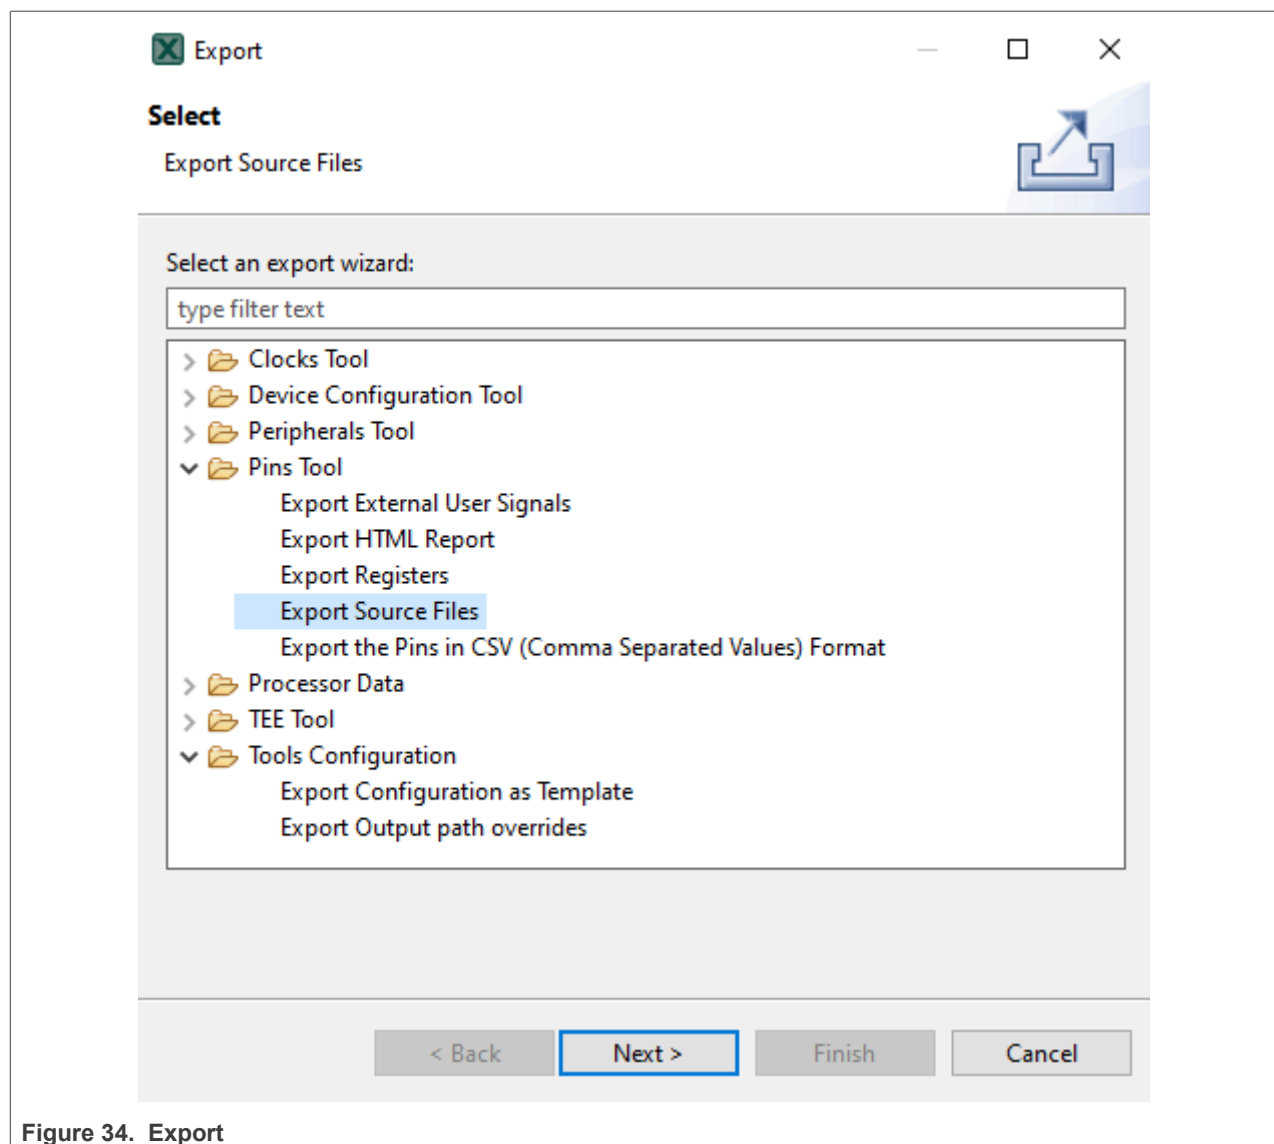 Export
Select
Export Source Files
Select an export wizard:
type filter text
Clocks Tool
Device Configuration Tool
Peripherals Tool
Pins Tool
Export External User Signals
Export HTML Report
Export Registers
Export Source Files
Export the Pins in CSV (Comma Separated Values) Format
Processor Data
TEE Tool
Tools Configuration
Export Configuration as Template
Export Output path overrides
< Back Next > Finish Cancel
Figure 34. Export